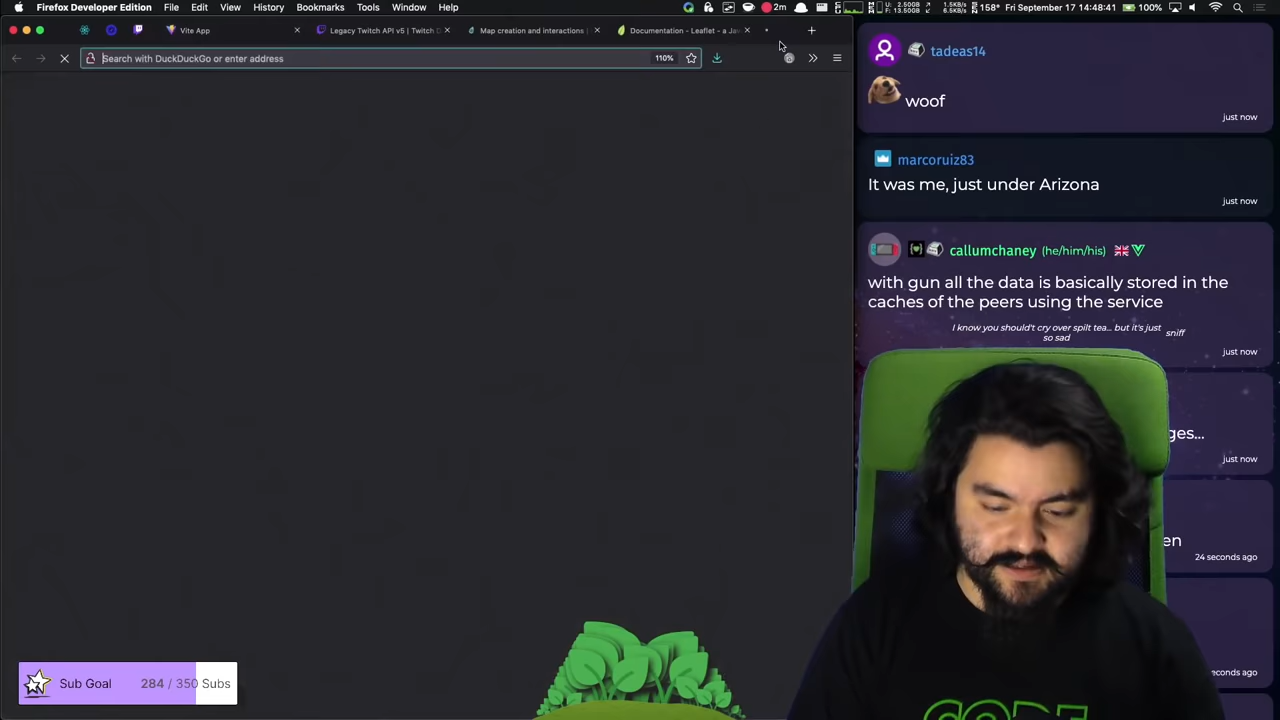 Firefox Developer Edition File Edit View History Bookmarks Tools Window Help
2m 158° Fri September 17 14:48:41 100%
Vite App Legacy Twitch API v5 | Twitch D Map creation and interactions | Documentation - Leaflet - a Ja
Search with DuckDuckGo or enter address 110%
tadeas14
woof
just now
marcoruiz83
It was me, just under Arizona
just now
callumchaney (he/him/his)
with gun all the data is basically stored in the
caches of the peers using the service
I know you should't cry over spilt tea... but it's just
so sad
sniff
just now
ges...
just now
en
24 seconds ago
seconds ago
Sub Goal 284 / 350 Subs
CODE